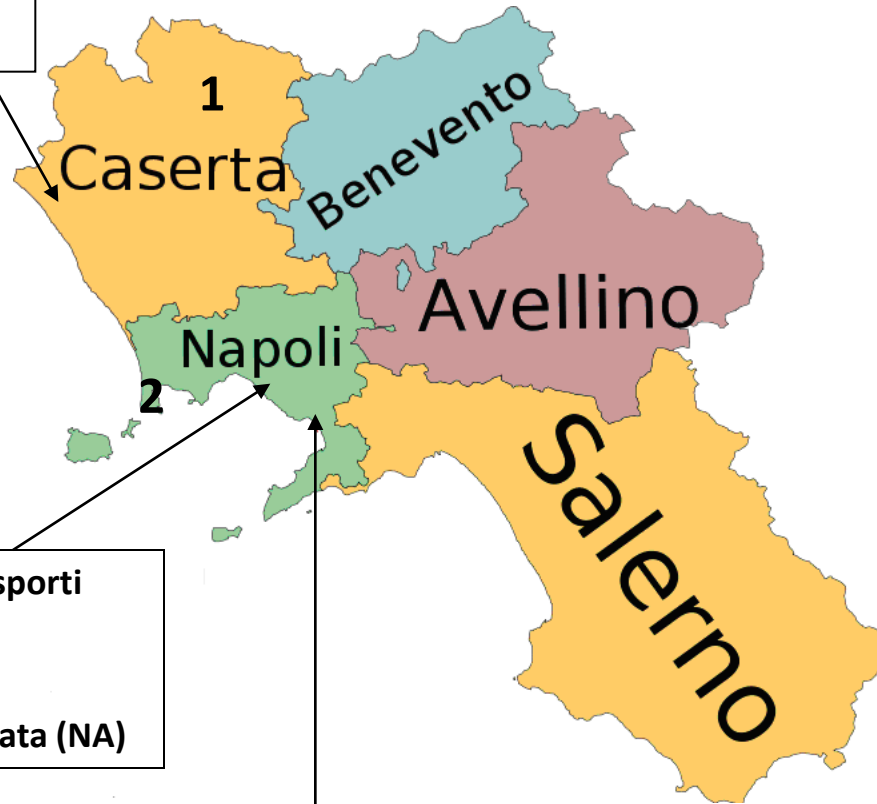 1
Caserta
Benevento
Avellino
Napoli
2
Salerno
sporti
ata (NA)